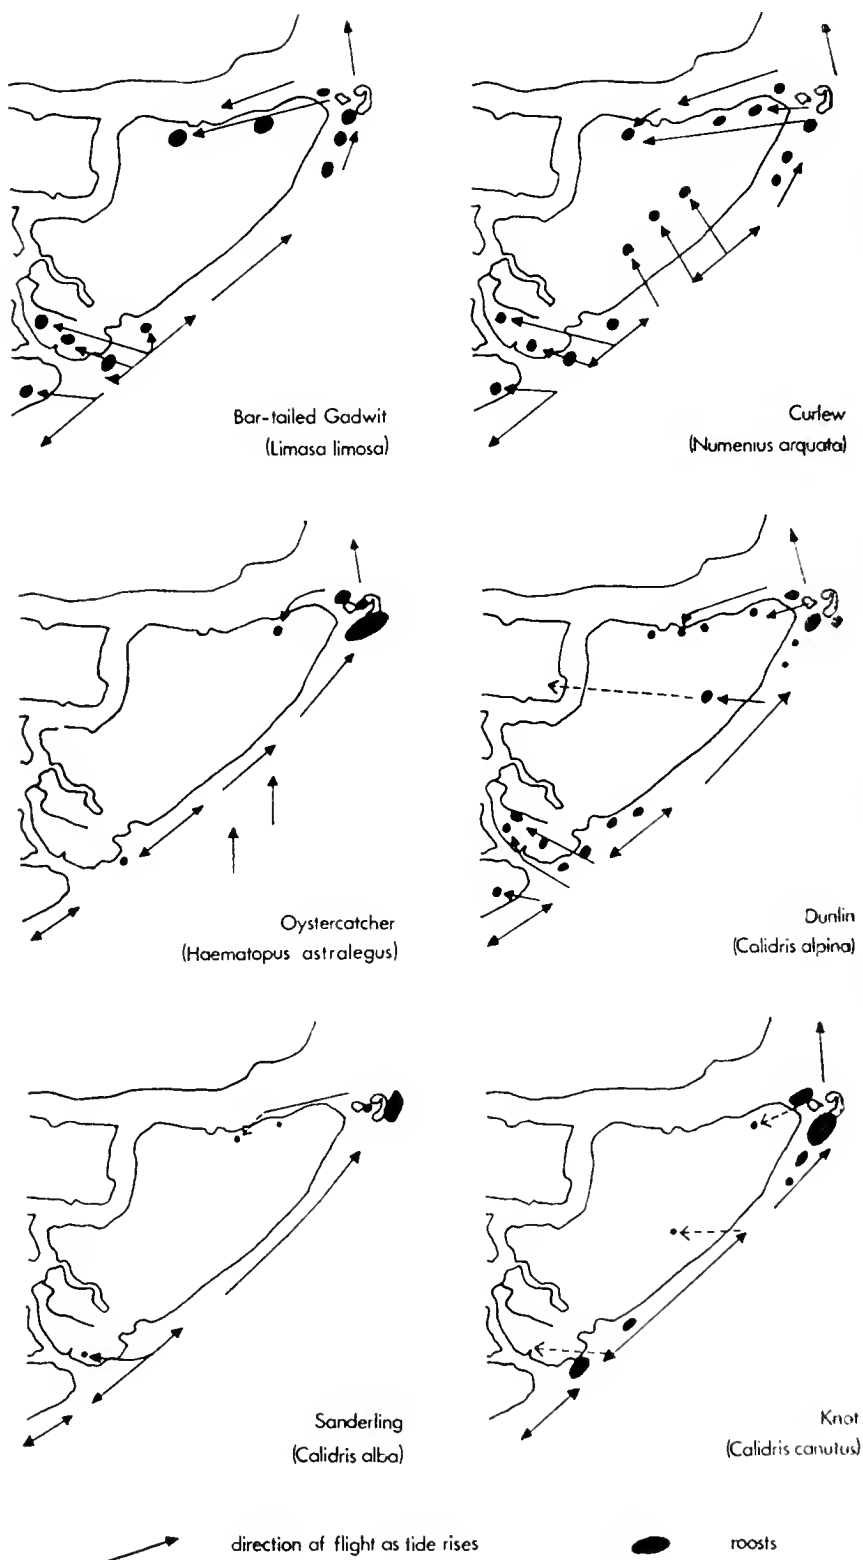 Bar-tailed Gadwit
(Limasa limosa)
Curlew
(Numenius arquata)
Oystercatcher
(Haematopus astralegus)
Dunlin
(Calidris alpina)
Sanderling
(Calidris alba)
Knot
(Calidris canutus)
direction af flight as tide rises
roosts